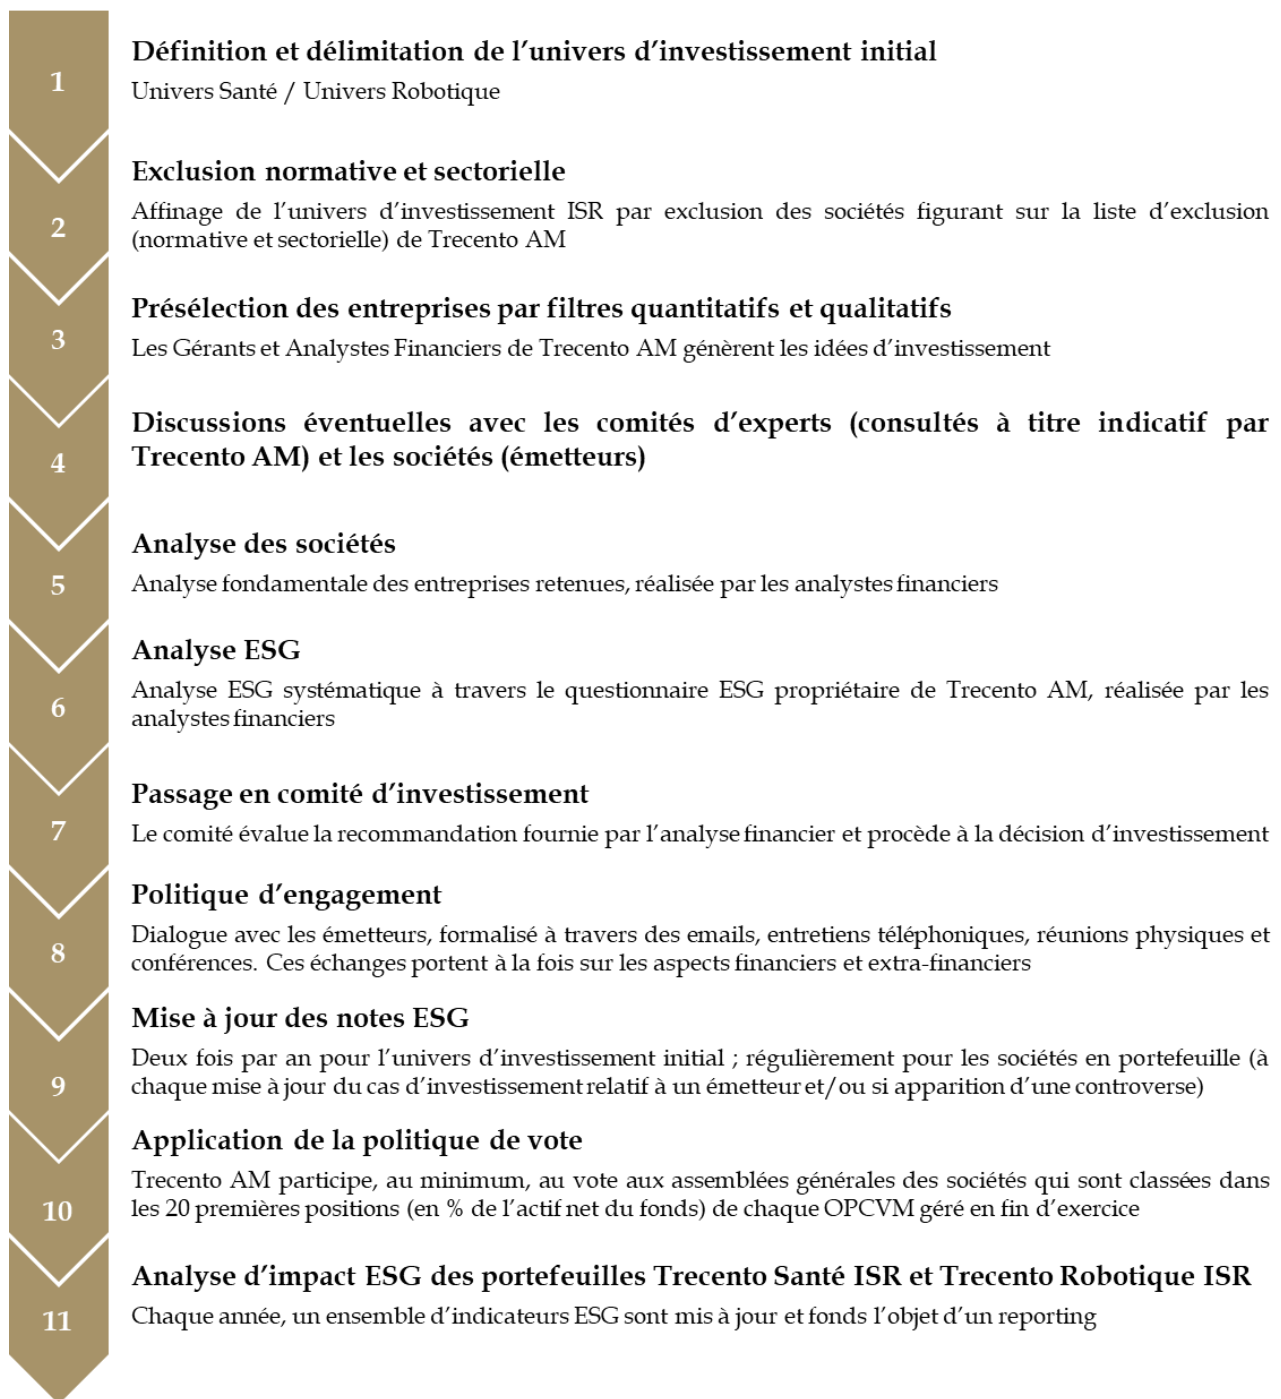 1
Définition et délimitation de l’univers d’investissement initial
Univers Santé / Univers Robotique
2
Exclusion normative et sectorielle
Affinage de l’univers d’investissement ISR par exclusion des sociétés figurant sur la liste d’exclusion
(normative et sectorielle) de Trecento AM
3
Présélection des entreprises par filtres quantitatifs et qualitatifs
Les Gérants et Analystes Financiers de Trecento AM génèrent les idées d’investissement
4
Discussions éventuelles avec les comités d’experts (consultés à titre indicatif par
Trecento AM) et les sociétés (émetteurs)
5
Analyse des sociétés
Analyse fondamentale des entreprises retenues, réalisée par les analystes financiers
6
Analyse ESG
Analyse ESG systématique à travers le questionnaire ESG propriétaire de Trecento AM, réalisée par les
analystes financiers
7
Passage en comité d’investissement
Le comité évalue la recommandation fournie par l’analyse financier et procède à la décision d’investissement
8
Politique d’engagement
Dialogue avec les émetteurs, formalisé à travers des emails, entretiens téléphoniques, réunions physiques et
conférences. Ces échanges portent à la fois sur les aspects financiers et extra-financiers
9
Mise à jour des notes ESG
Deux fois par an pour l’univers d’investissement initial ; régulièrement pour les sociétés en portefeuille (à
chaque mise à jour du cas d’investissement relatif à un émetteur et/ou si apparition d’une controverse)
10
Application de la politique de vote
Trecento AM participe, au minimum, au vote aux assemblées générales des sociétés qui sont classées dans
les 20 premières positions (en % de l’actif net du fonds) de chaque OPCVM géré en fin d’exercice
11
Analyse d’impact ESG des portefeuilles Trecento Santé ISR et Trecento Robotique ISR
Chaque année, un ensemble d’indicateurs ESG sont mis à jour et fonds l’objet d’un reporting